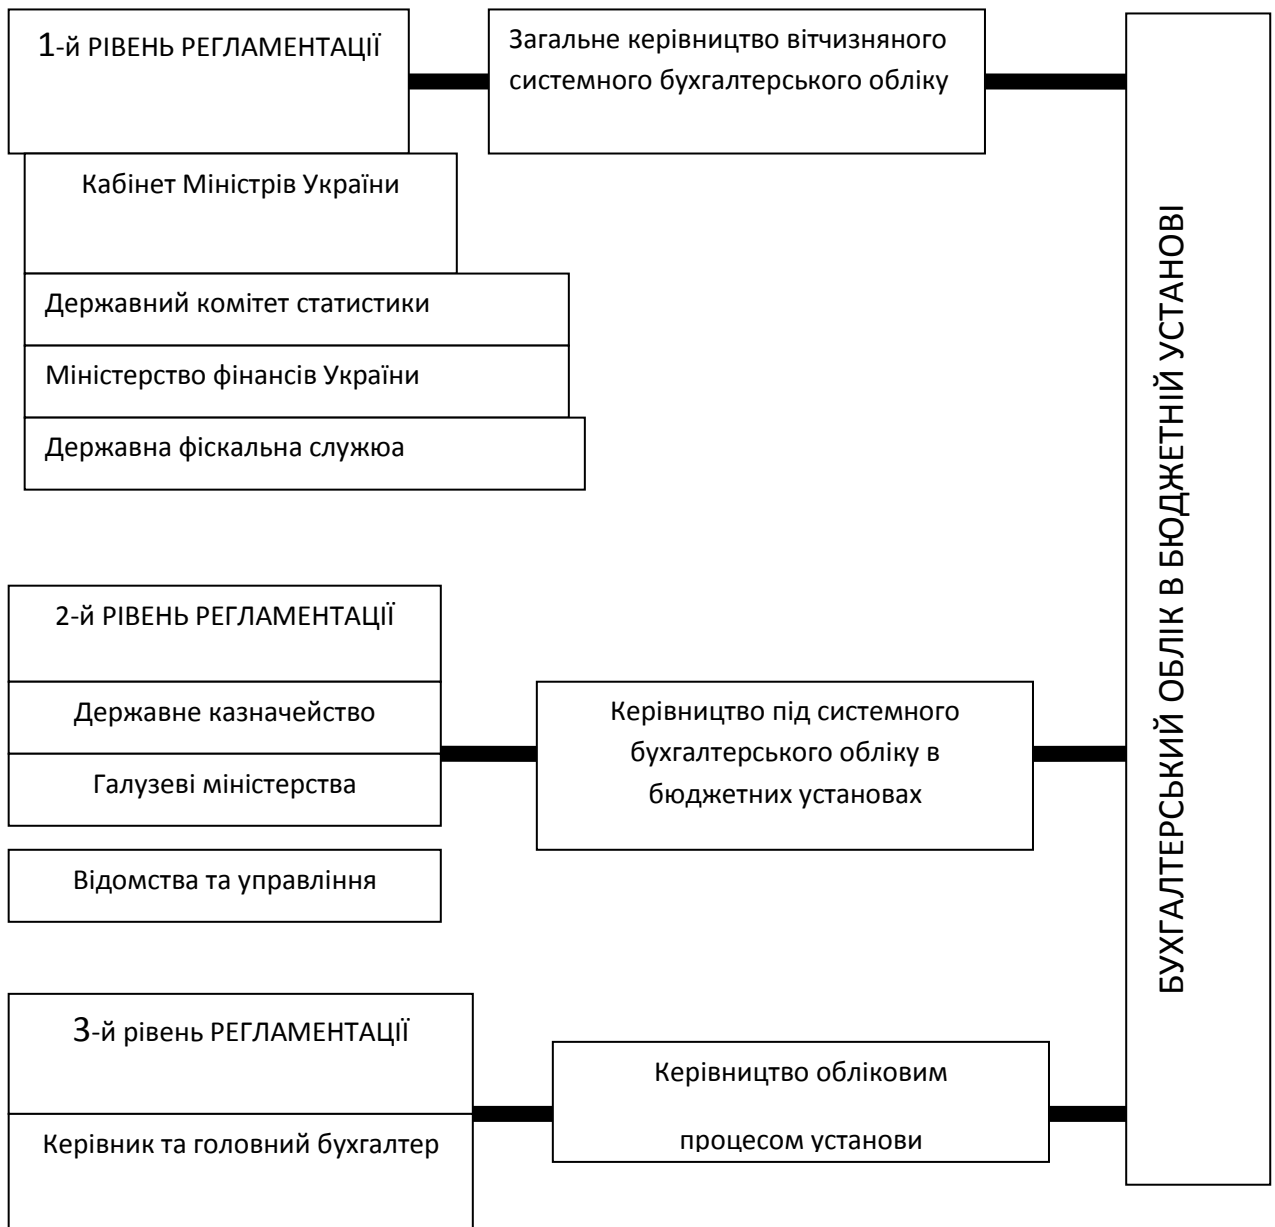 1-й РІВЕНЬ РЕГЛАМЕНТАЦІЇ
Загальне керівництво вітчизняного
системного бухгалтерського обліку
Кабінет Міністрів України
Державний комітет статистики
Міністерство фінансів України
Державна фіскальна служюа
2-й РІВЕНЬ РЕГЛАМЕНТАЦІЇ
Державне казначейство
Галузеві міністерства
Відомства та управління
Керівництво під системного
бухгалтерського обліку в
бюджетних установах
3-й рівень РЕГЛАМЕНТАЦІЇ
Керівник та головний бухгалтер
Керівництво обліковим
процесом установи
БУХГАЛТЕРСЬКИЙ ОБЛІК В БЮДЖЕТНІЙ УСТАНОВІ